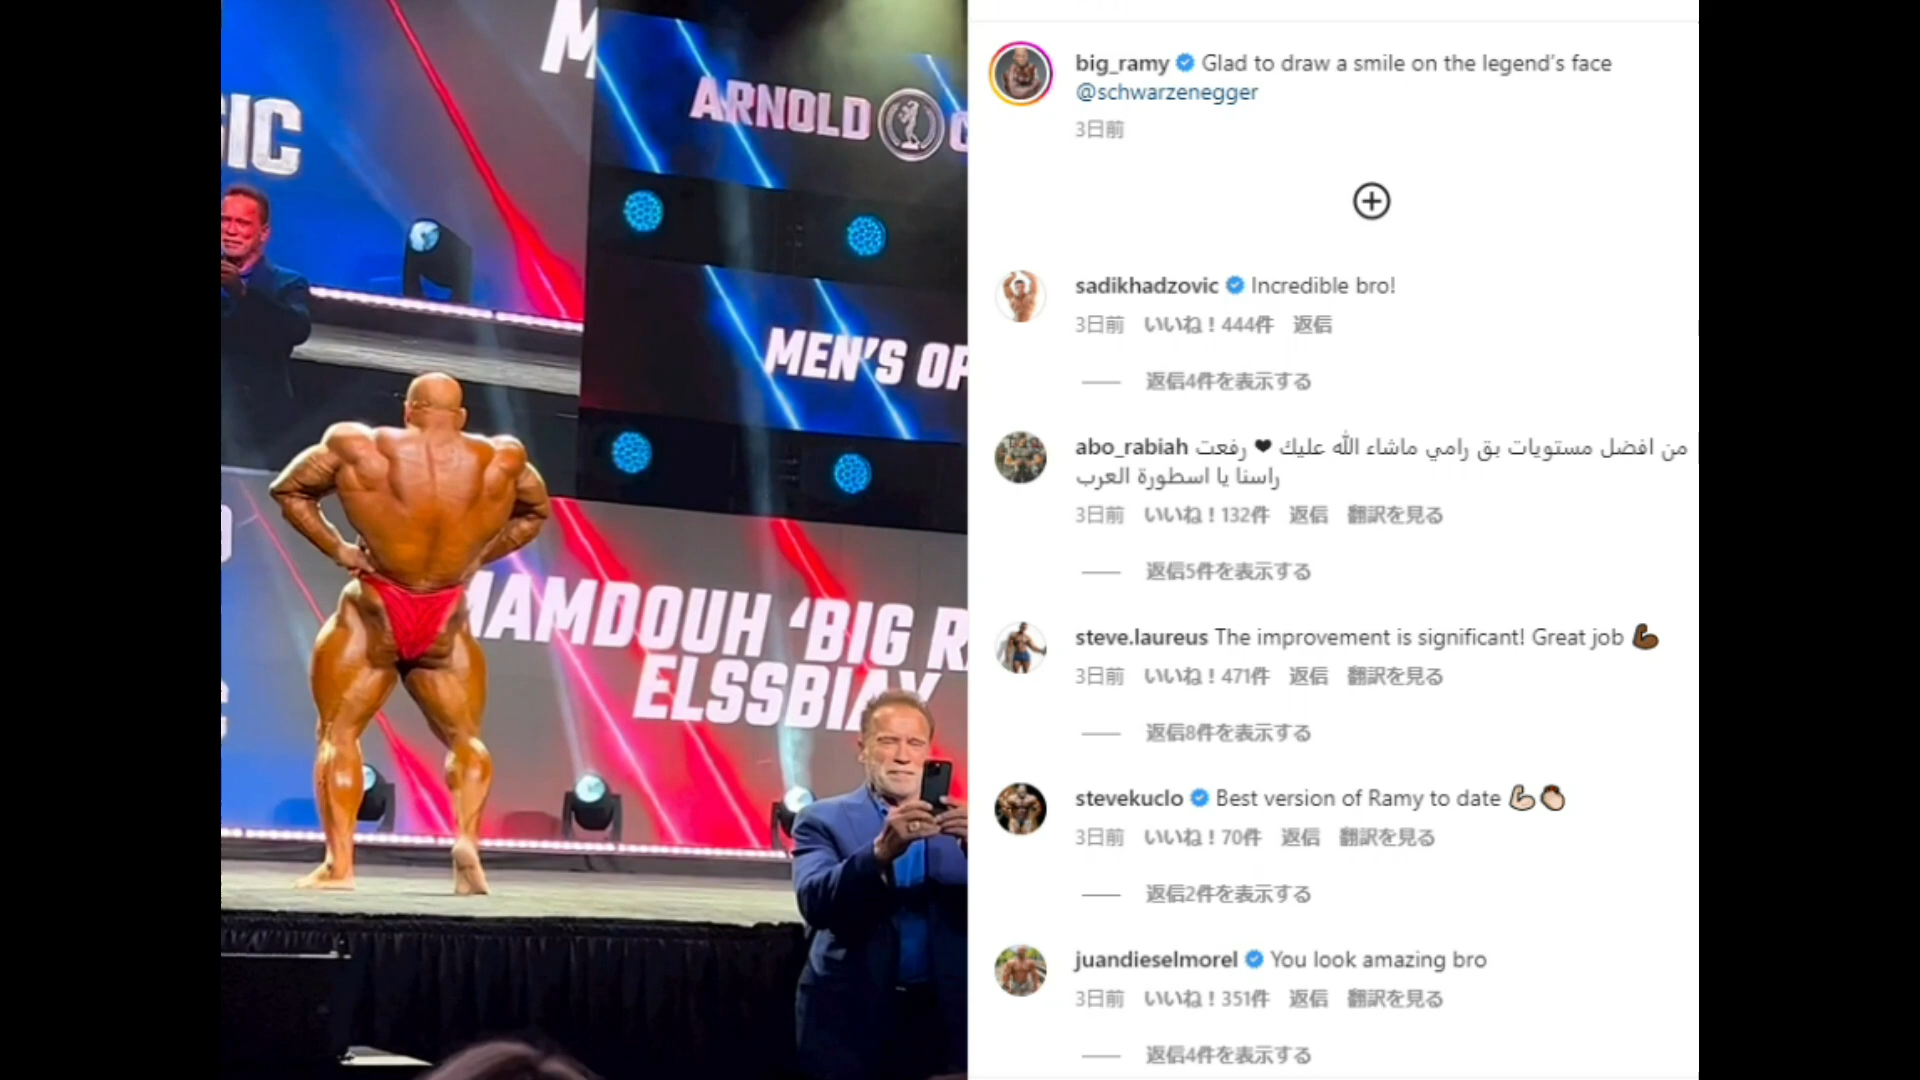 M
SIC
ARNOLD C
MEN'S OP
MAMDOUH 'BIG RA
ELSSBIAY
big_ramy Glad to draw a smile on the legend's face
@schwarzenegger
3日前
sadikhadzovic Incredible bro!
3日前 いいね！444件 返信
返信4件を表示する
abo_rabiah من افضل مستويات بق رامي ماشاء الله عليك ❤ رفعت
راسنا يا اسطورة العرب
3日前 いいね！132件 返信 翻訳を見る
返信5件を表示する
steve.laureus The improvement is significant! Great job 💪🏿
3日前 いいね！471件 返信 翻訳を見る
返信8件を表示する
stevekuclo Best version of Ramy to date
3日前 いいね！70件 返信 翻訳を見る
返信2件を表示する
juandieselmorel You look amazing bro
3日前 いいね！351件 返信 翻訳を見る
返信4件を表示する